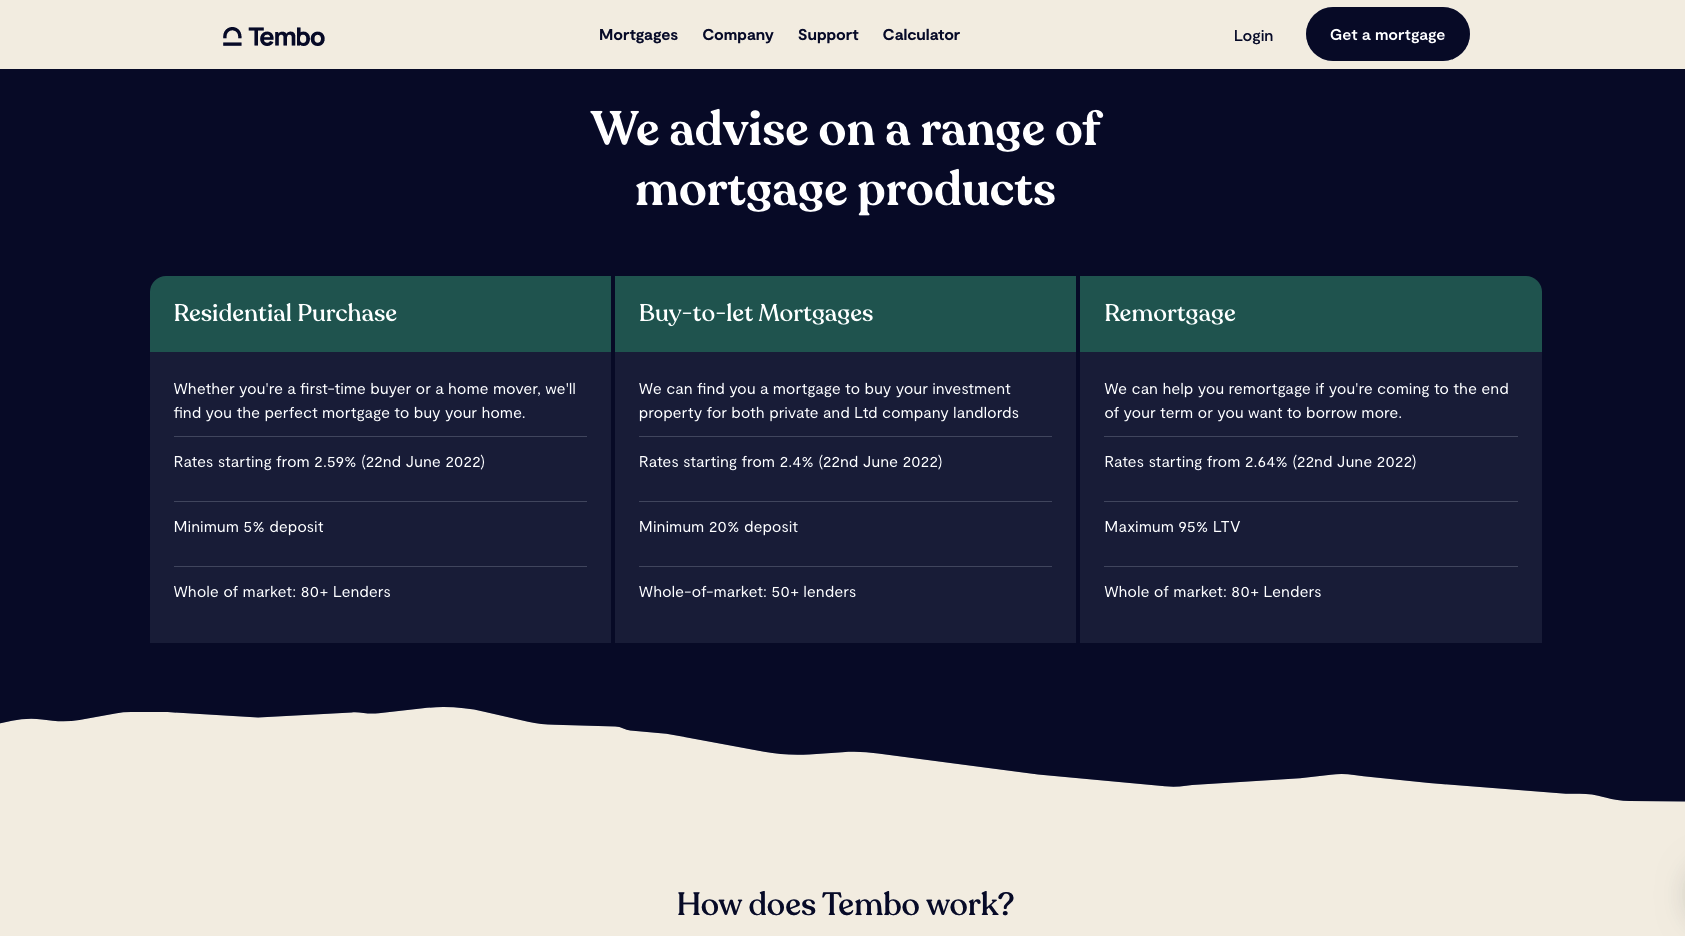 Tembo
Mortgages
Company
Support
Calculator
Login
Get a mortgage
We advise on a range of
mortgage products
Residential Purchase
Whether you're a first-time buyer or a home mover, we'll
find you the perfect mortgage to buy your home.
Rates starting from 2.59% (22nd June 2022)
Minimum 5% deposit
Whole of market: 80+ Lenders
Buy-to-let Mortgages
We can find you a mortgage to buy your investment
property for both private and Ltd company landlords
Rates starting from 2.4% (22nd June 2022)
Minimum 20% deposit
Whole-of-market: 50+ lenders
Remortgage
We can help you remortgage if you're coming to the end
of your term or you want to borrow more.
Rates starting from 2.64% (22nd June 2022)
Maximum 95% LTV
Whole of market: 80+ Lenders
How does Tembo work?